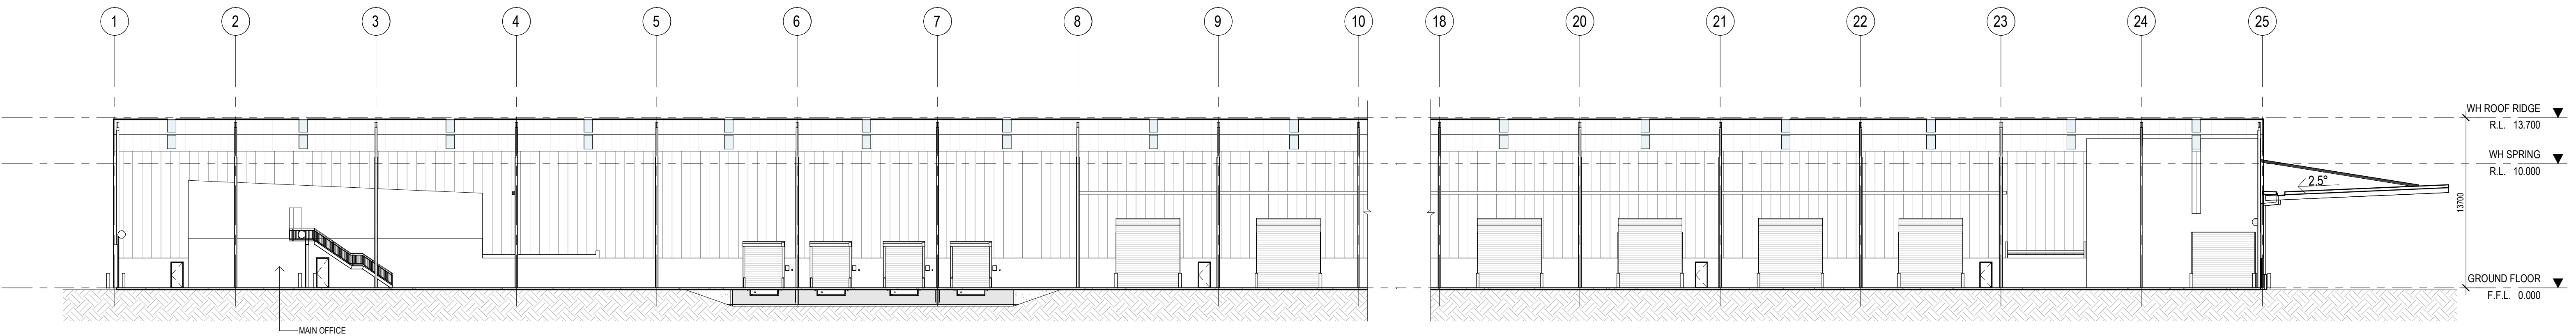 1 2 3 4 5 6 7 8 9 10 18 20 21 22 23 24 25
WH ROOF RIDGE
R.L. 13.700
WH SPRING
R.L. 10.000
2.5°
13700
GROUND FLOOR
F.F.L. 0.000
MAIN OFFICE